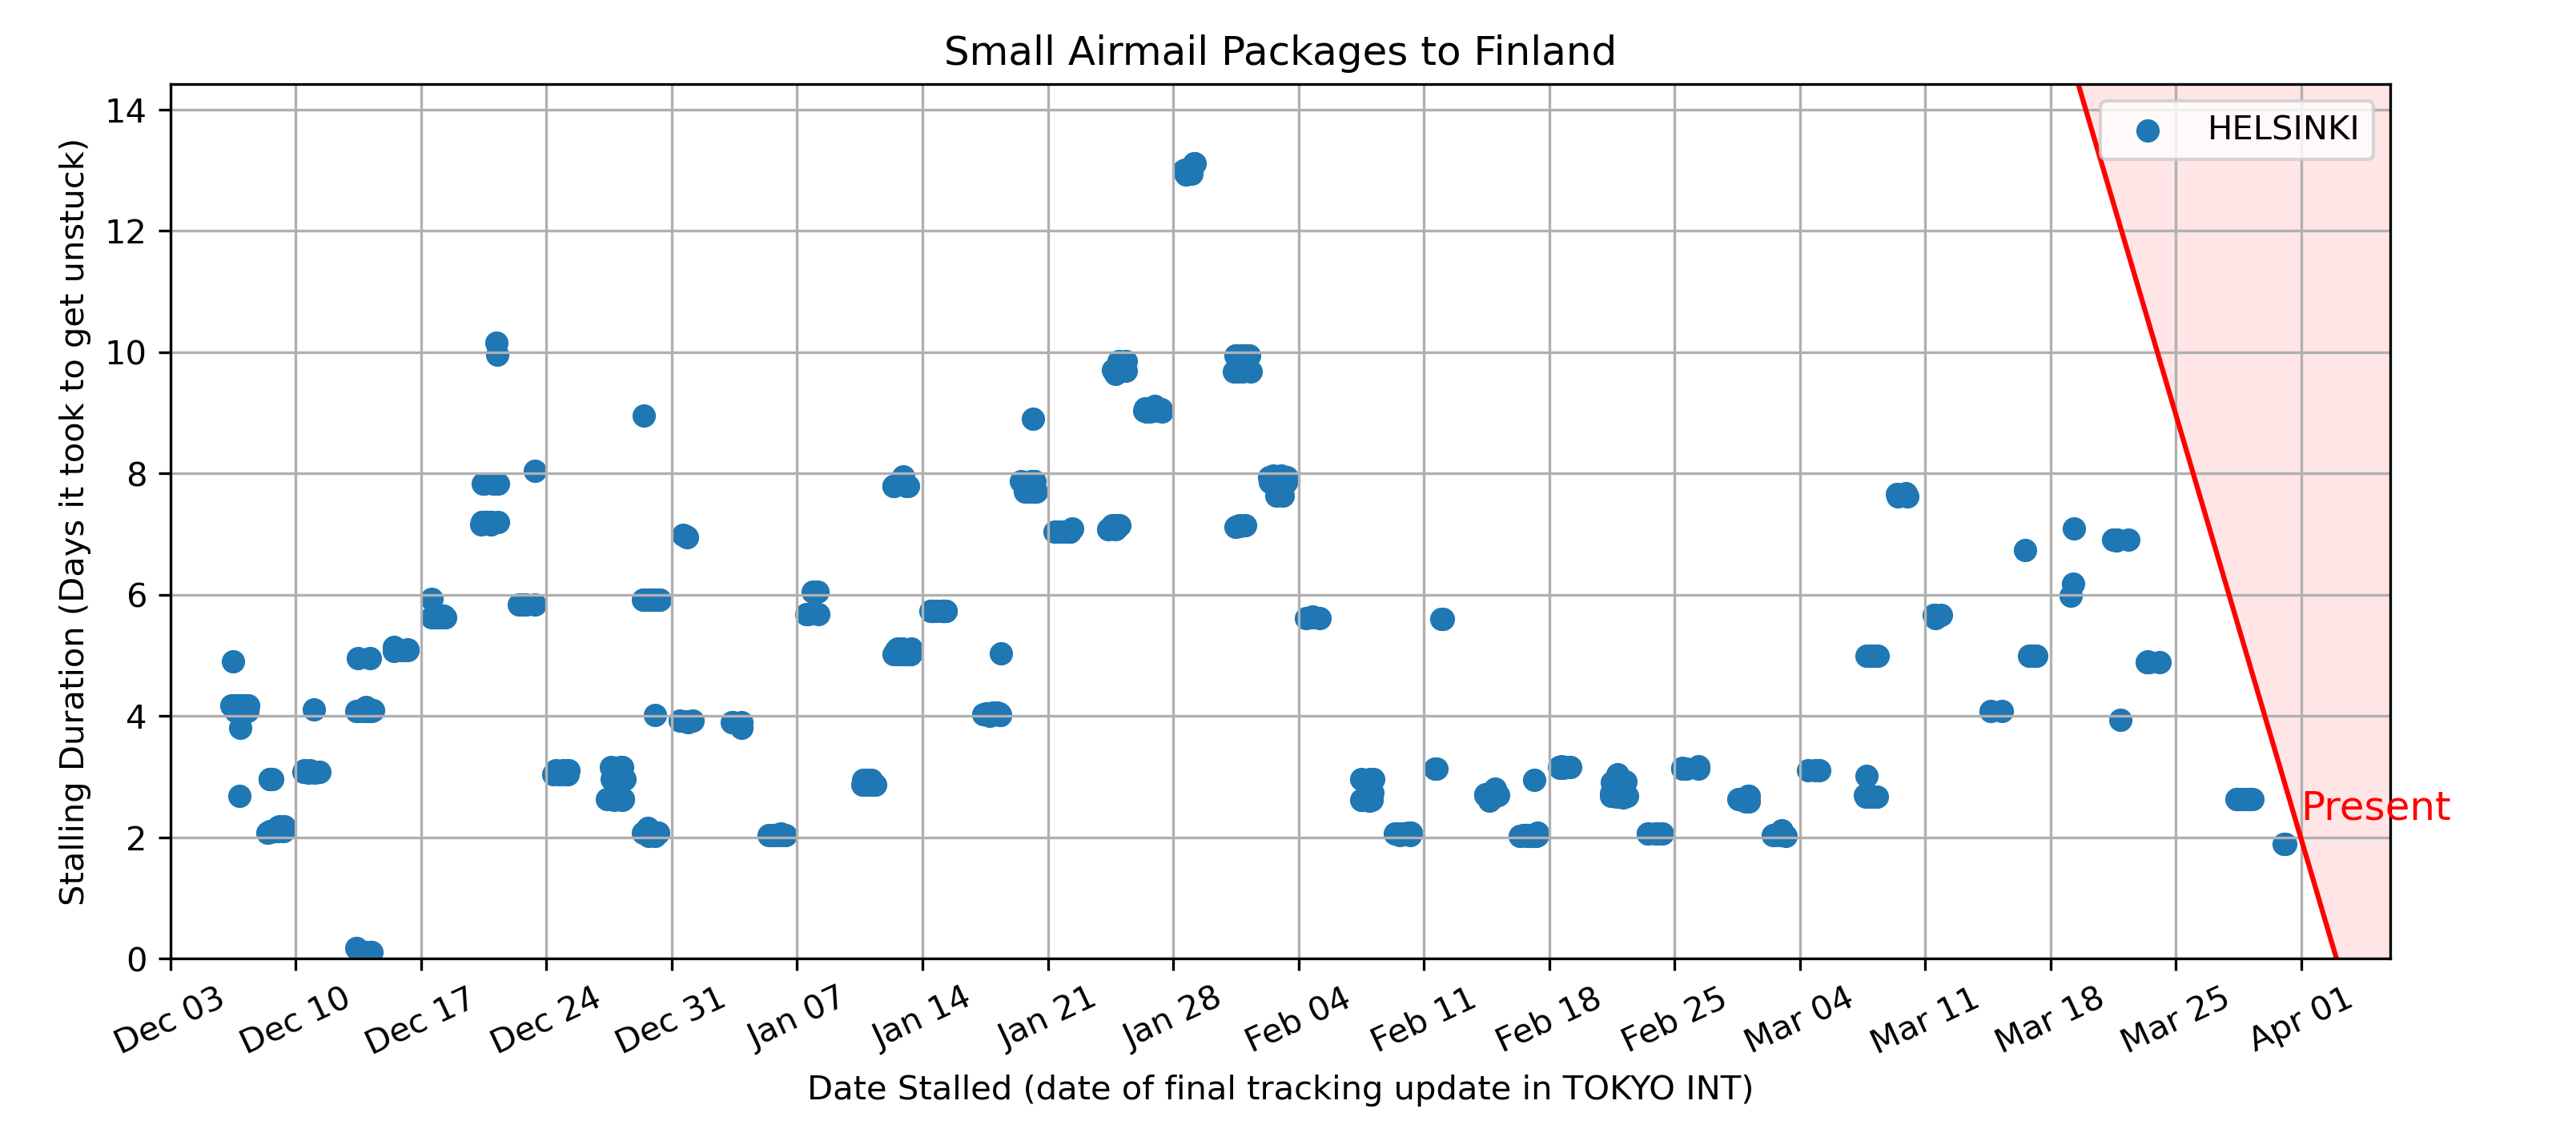 Small Airmail Packages to Finland
Stalling Duration (Days it took to get unstuck)
14
12
10
8
6
4
2
0
HELSINKI
Present
Dec 03
Dec 10
Dec 17
Dec 24
Dec 31
Jan 07
Jan 14
Jan 21
Jan 28
Feb 04
Feb 11
Feb 18
Feb 25
Mar 04
Mar 11
Mar 18
Mar 25
Apr 01
Date Stalled (date of final tracking update in TOKYO INT)